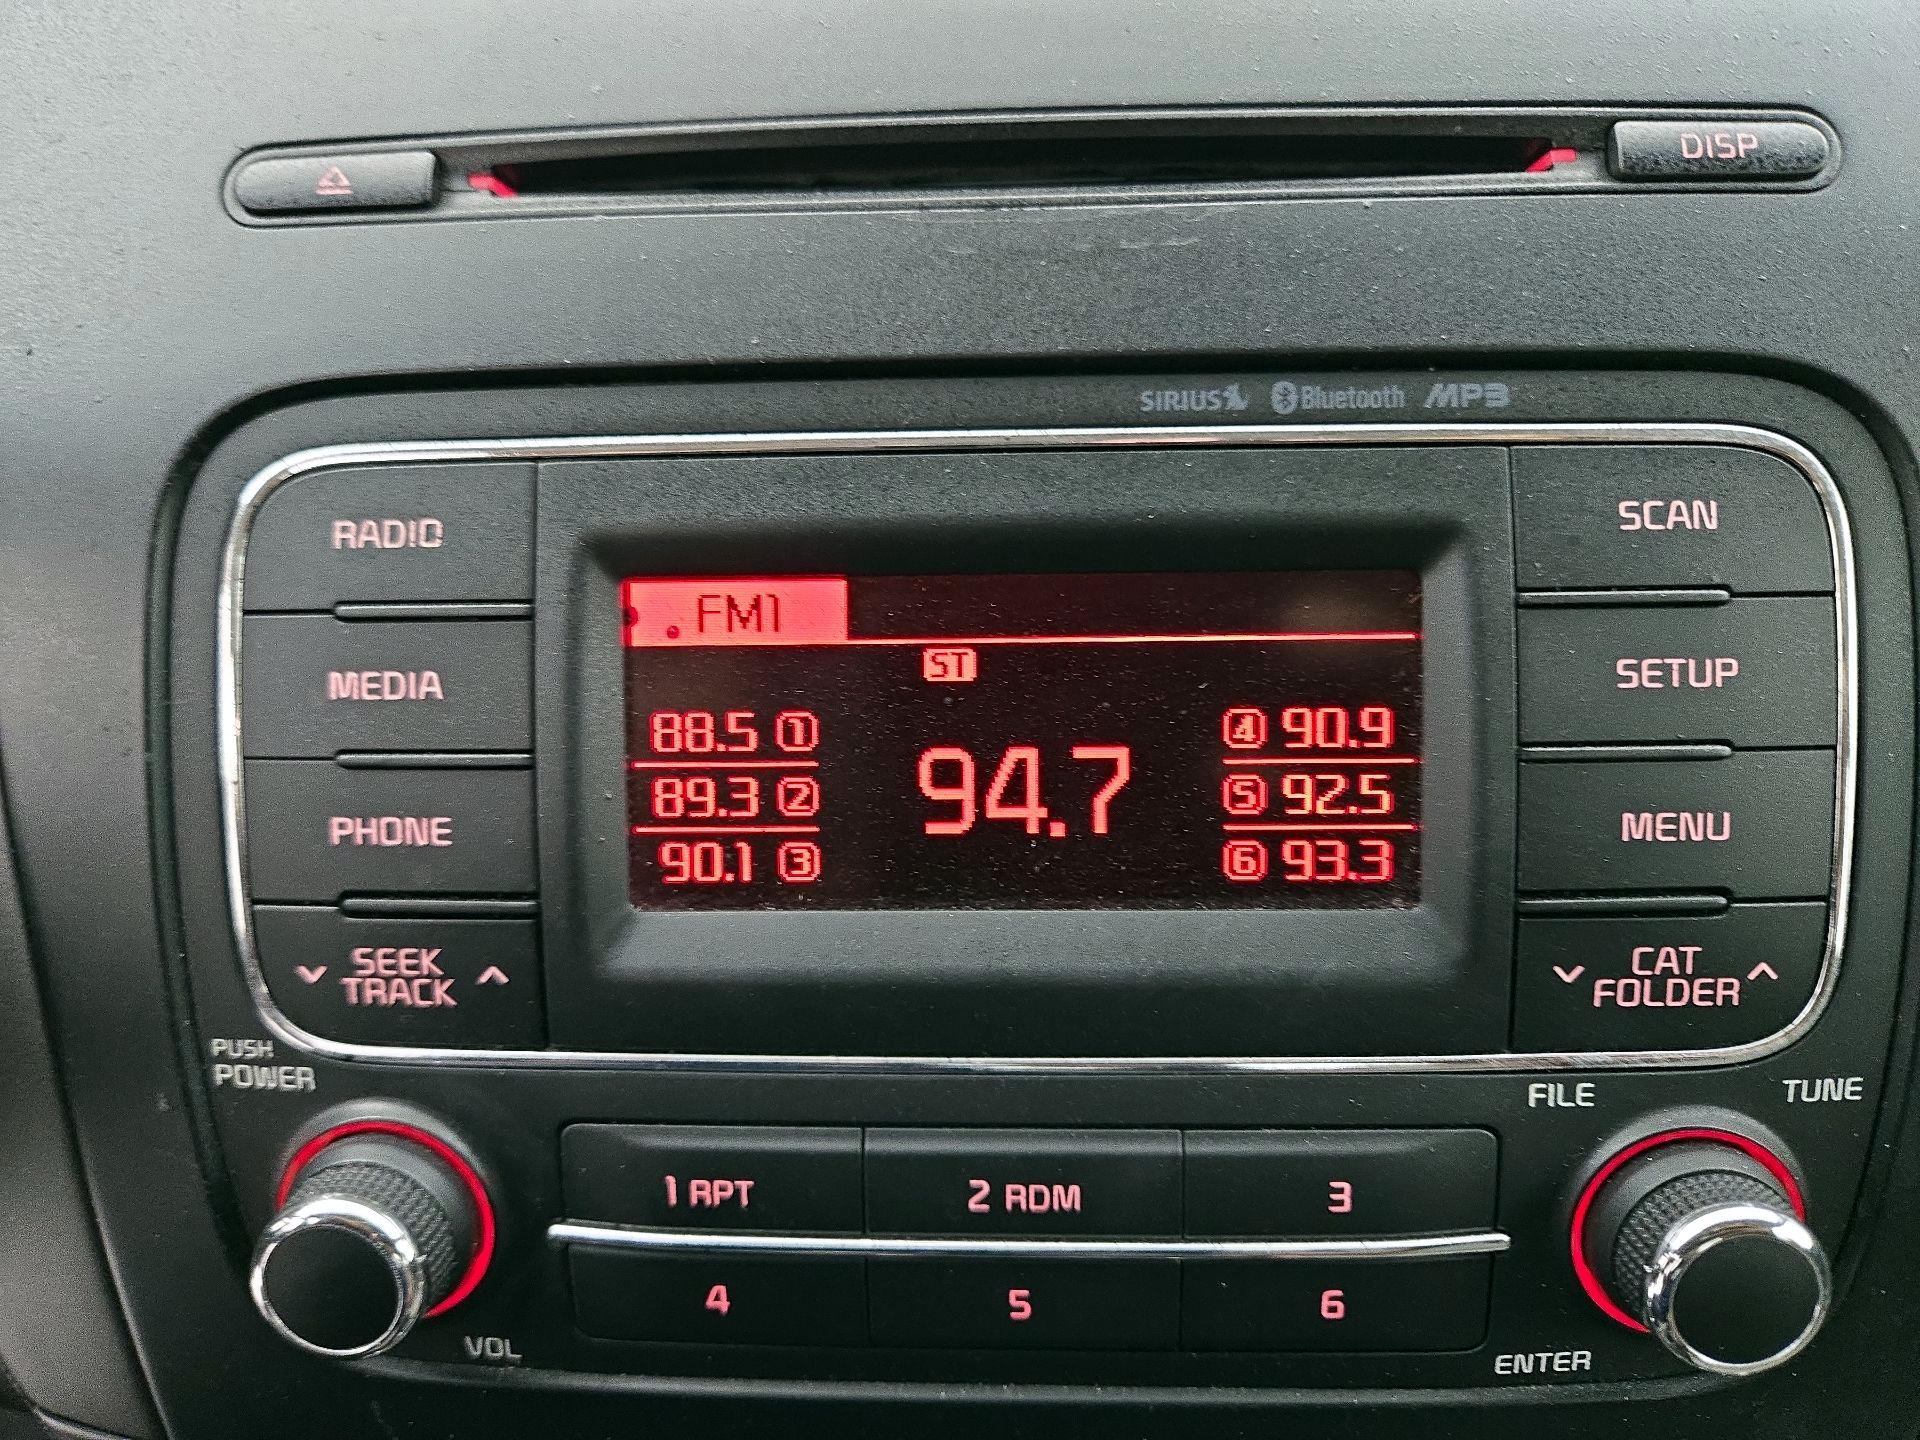 DISP
SIRIUS Bluetooth MP3
RADIO
MEDIA
PHONE
SEEK
TRACK
FM1
ST
88.5 1
89.3 2
90.1 3
94.7
4 90.9
5 92.5
6 93.3
SCAN
SETUP
MENU
CAT
FOLDER
PUSH
POWER
VOL
1 RPT
2 RDM
3
4
5
6
FILE
TUNE
ENTER